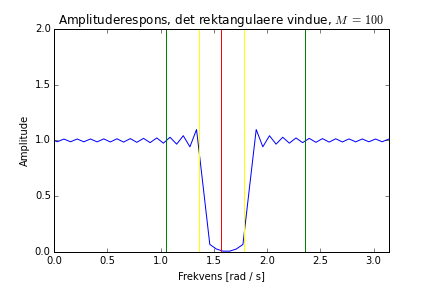 Amplituderespons, det rektangulaere vindue, M = 100
2.0
1.5
1.0
0.5
0.0
Amplitude
0.0 0.5 1.0 1.5 2.0 2.5 3.0
Frekvens [rad / s]